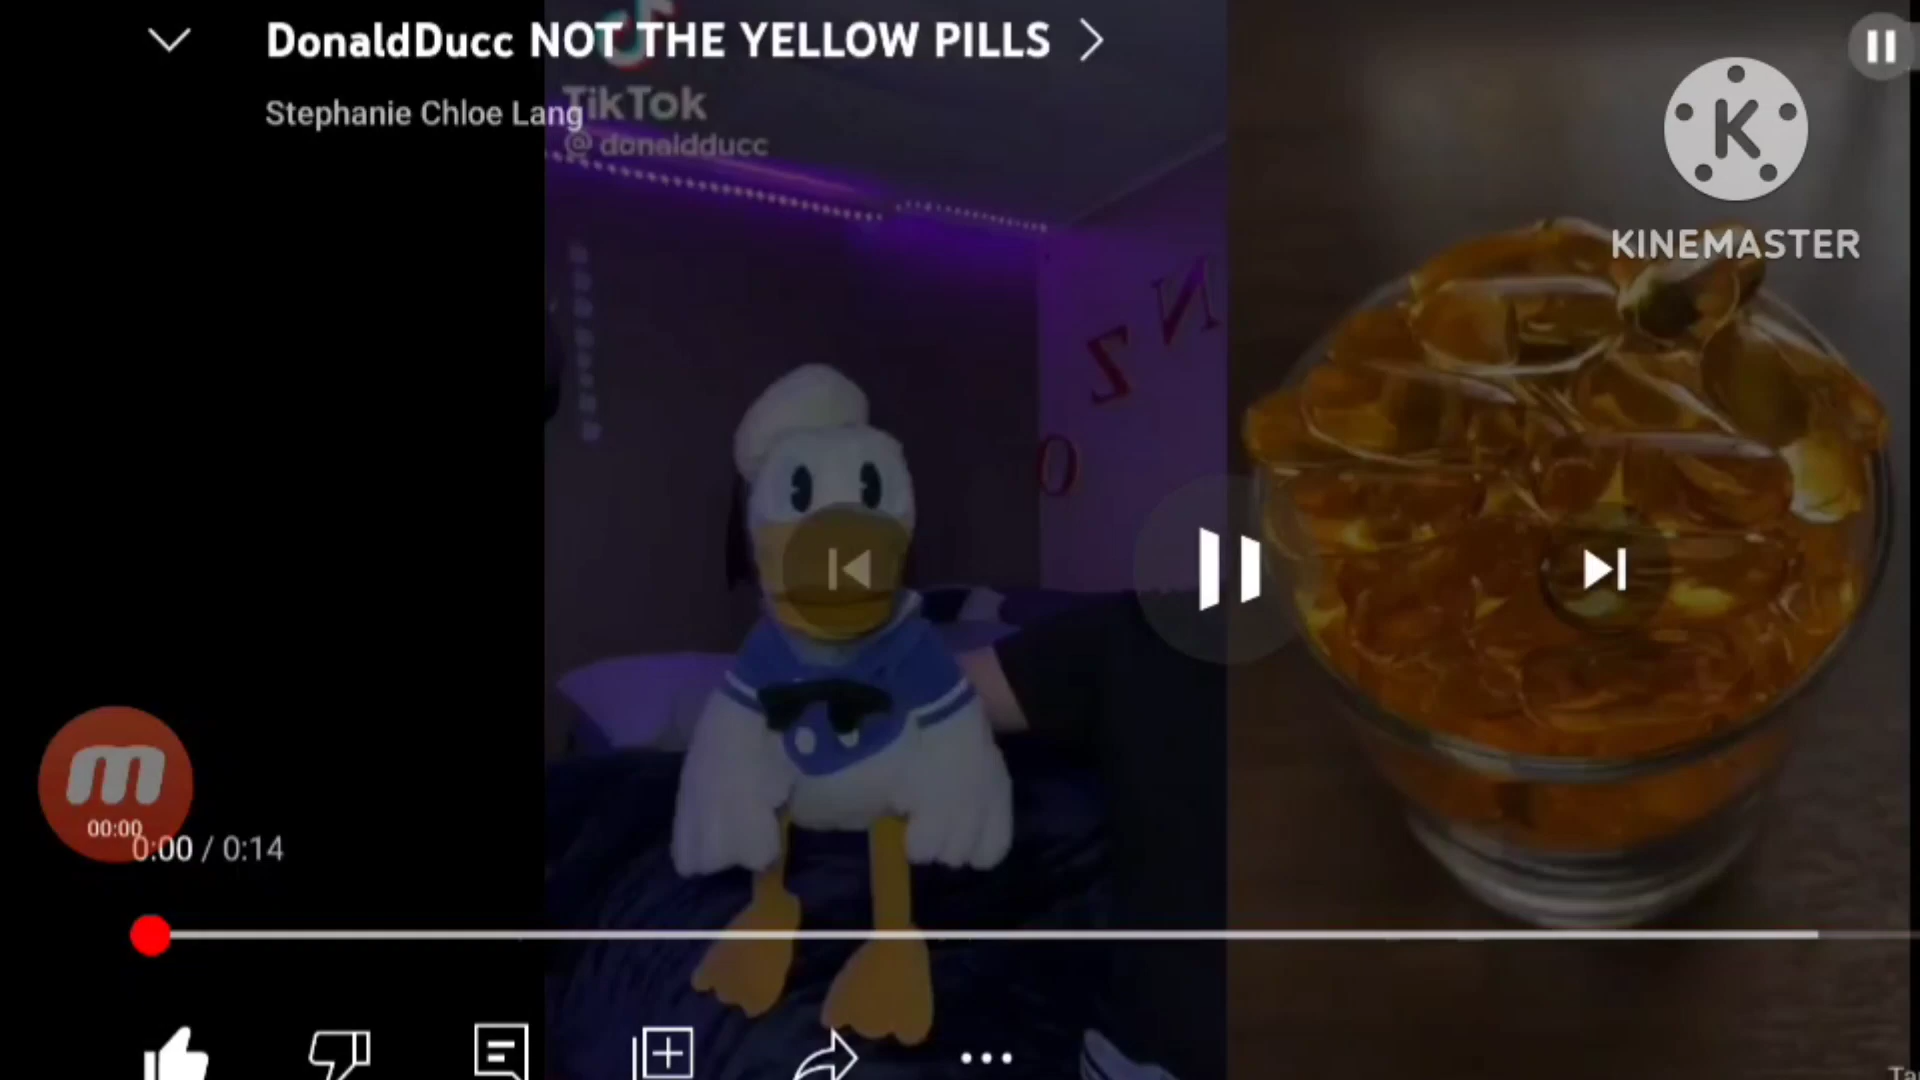 DonaldDucc NOT THE YELLOW PILLS
Stephanie Chloe Lang
TikTok
@donaldducc
K
KINEMASTER
N
Z
O
m
00:00
0:00 / 0:14